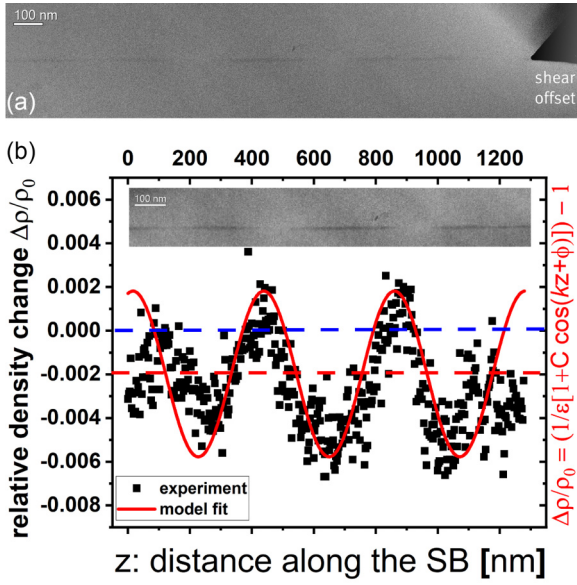 100 nm
shear
offset
(a)
(b)
0 200 400 600 800 1000 1200
100 nm
0.006
0.004
0.002
0.000
-0.002
-0.004
-0.006
-0.008
relative density change Δρ/ρ₀
Δρ/ρ₀ = (1/ε[1+C cos(kz+ϕ)]) − 1
experiment
model fit
z: distance along the SB [nm]